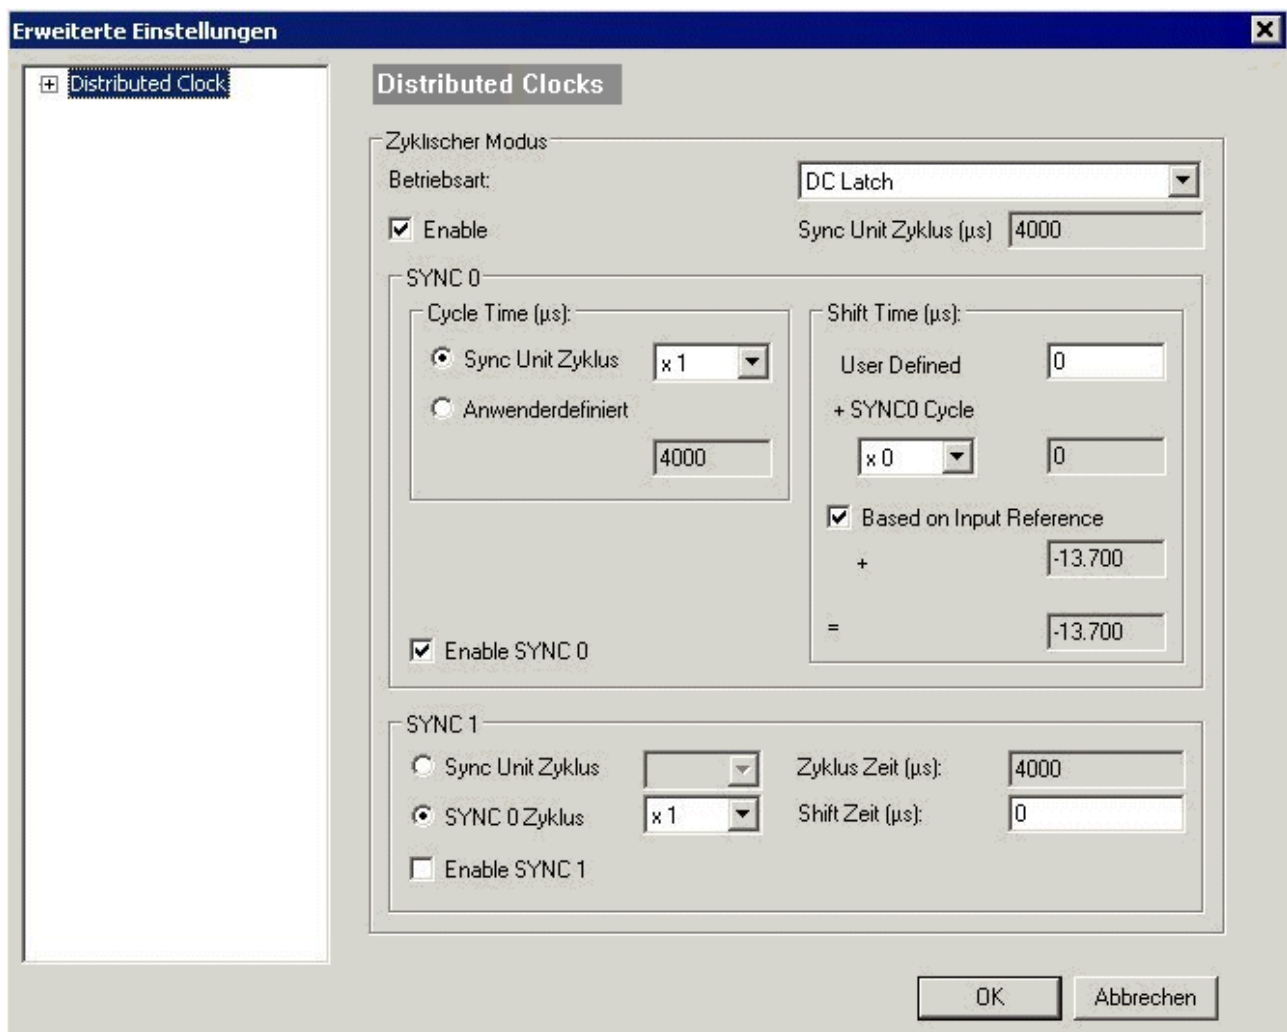 Erweiterte Einstellungen
Distributed Clock
Distributed Clocks
Zyklischer Modus
Betriebsart:
DC Latch
Enable
Sync Unit Zyklus (µs)
4000
SYNC 0
Cycle Time (µs):
Sync Unit Zyklus
x 1
Anwenderdefiniert
4000
Shift Time (µs):
User Defined
0
+ SYNC0 Cycle
x 0
0
Based on Input Reference
+
-13.700
=
-13.700
Enable SYNC 0
SYNC 1
Sync Unit Zyklus
Zyklus Zeit (µs):
4000
SYNC 0 Zyklus
x 1
Shift Zeit (µs):
0
Enable SYNC 1
OK
Abbrechen